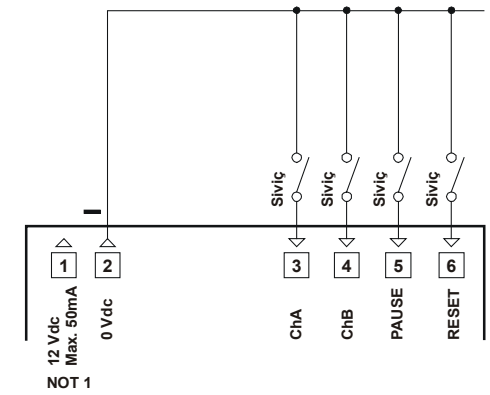 Siviç
Siviç
Siviç
Siviç
1
2
3
4
5
6
12 Vdc
Max. 50mA
0 Vdc
ChA
ChB
PAUSE
RESET
NOT 1